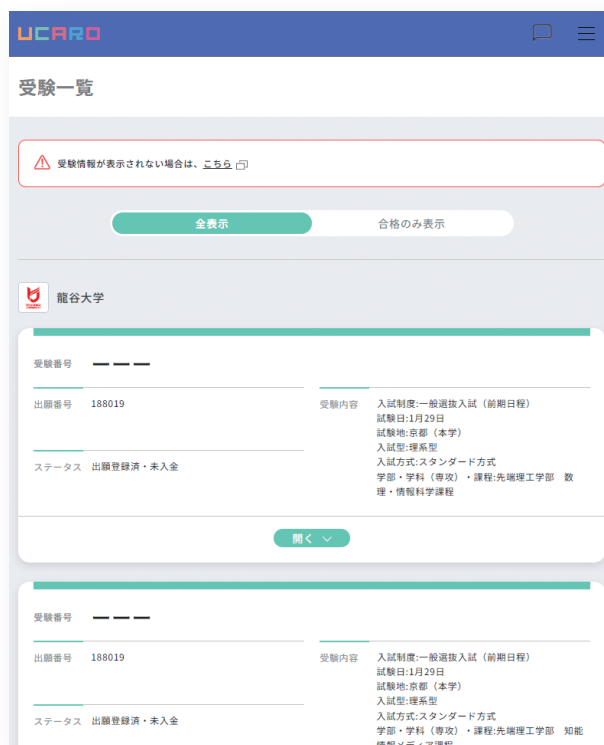 UCARO
受験一覧
受験情報が表示されない場合は、こちら
全表示
合格のみ表示
龍谷大学
受験番号 ーーー
出願番号 188019
ステータス 出願登録済・未入金
受験内容 入試制度:一般選抜入試（前期日程）
試験日:1月29日
試験地:京都（本学）
入試型:理系型
入試方式:スタンダード方式
学部・学科（専攻）・課程:先端理工学部 数
理・情報科学課程
開く
受験番号 ーーー
出願番号 188019
ステータス 出願登録済・未入金
受験内容 入試制度:一般選抜入試（前期日程）
試験日:1月29日
試験地:京都（本学）
入試型:理系型
入試方式:スタンダード方式
学部・学科（専攻）・課程:先端理工学部 知能
情報メディア課程